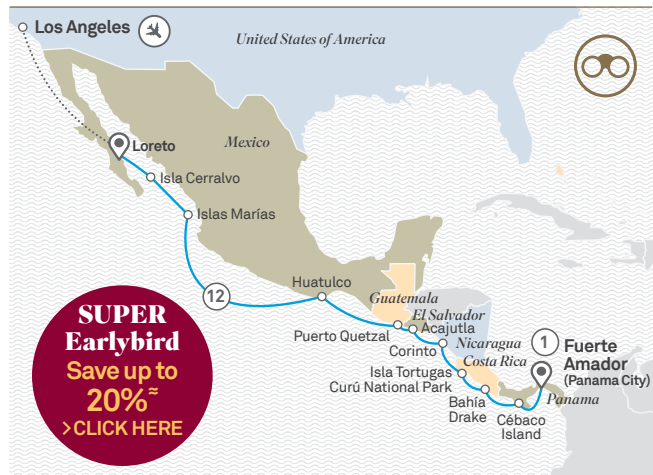 Los Angeles
United States of America
Loreto
Mexico
Isla Cerralvo
Islas Marías
12
Huatulco
Guatemala
El Salvador
Puerto Quetzal
Acajutla
Corinto
Nicaragua
Costa Rica
Isla Tortugas
Curú National Park
Bahía
Drake
Cébaco
Island
1
Fuerte
Amador
(Panama City)
Panama
SUPER
Earlybird
Save up to
20%≈
>CLICK HERE